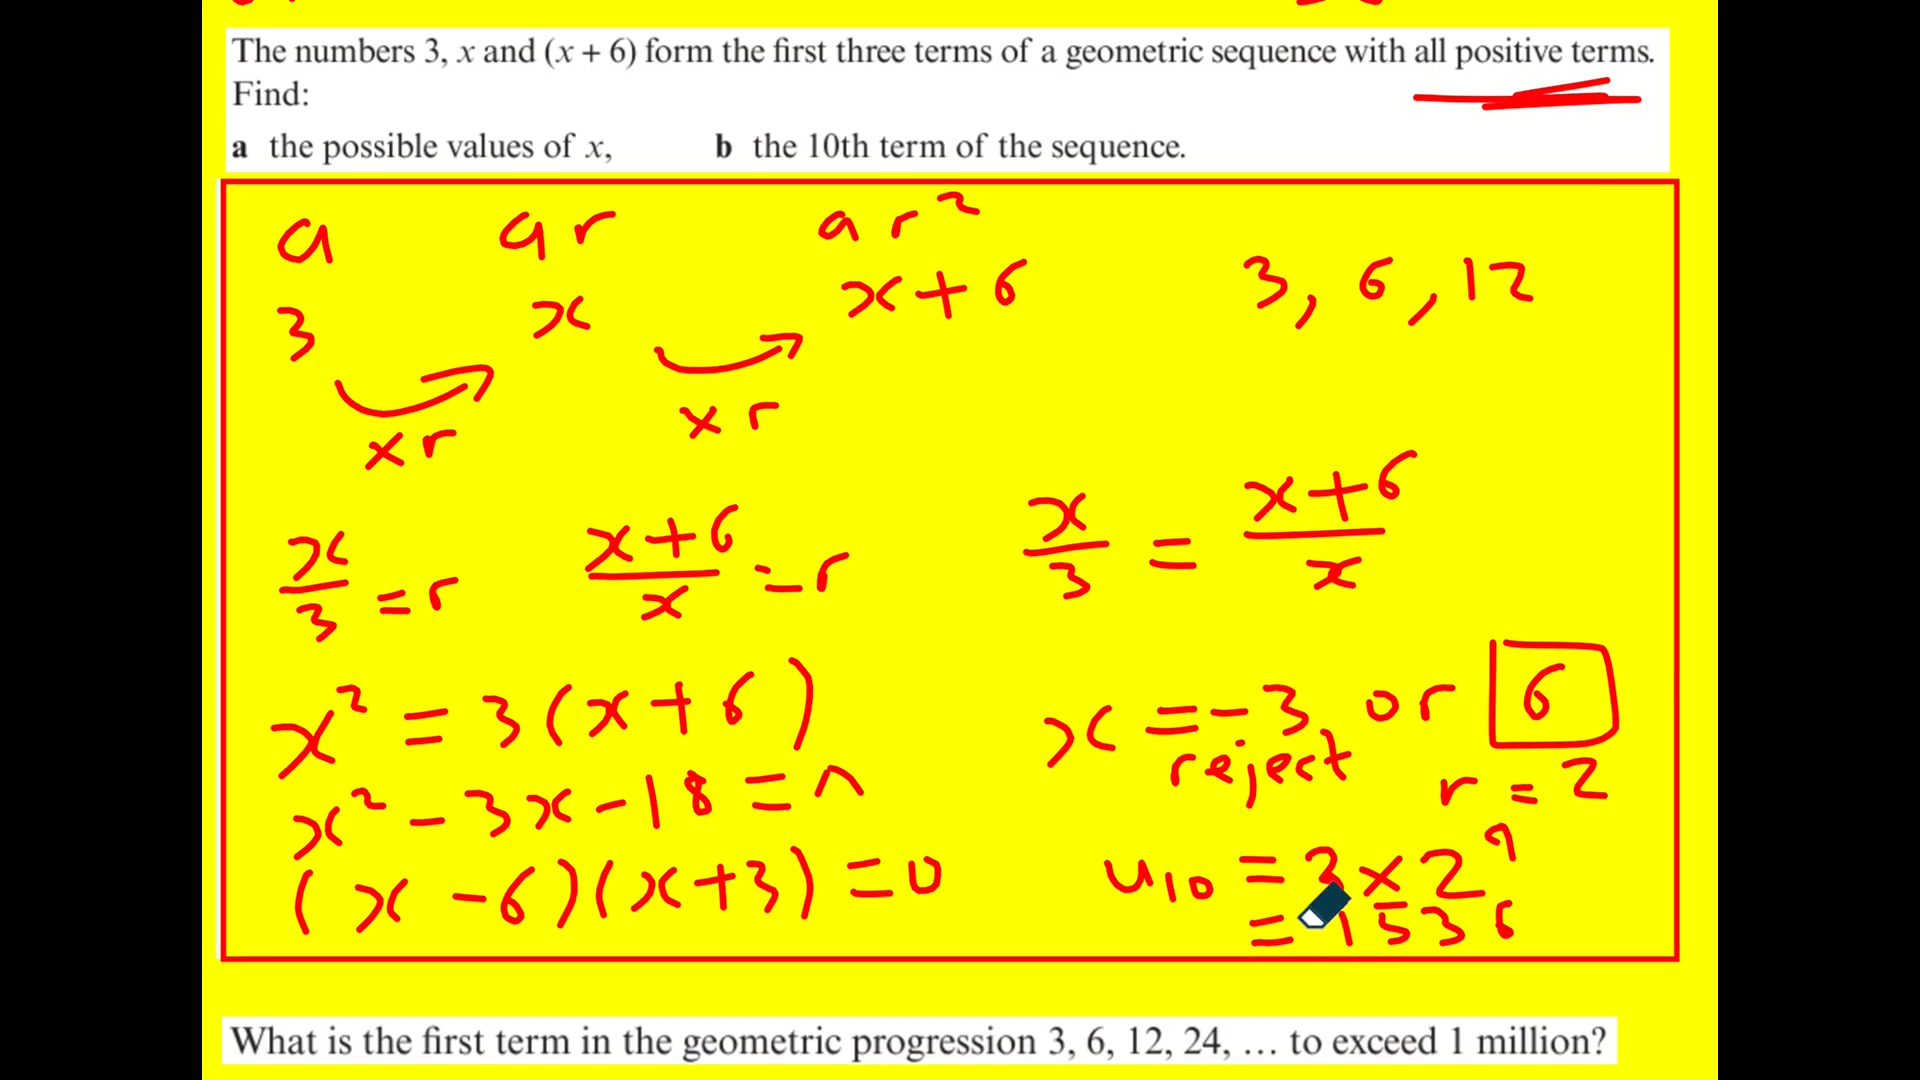 The numbers 3, x and (x + 6) form the first three terms of a geometric sequence with all positive terms.
Find:
a the possible values of x, b the 10th term of the sequence.
a ar ar²
3 x x+6 3, 6, 12
×r ×r
x/3 = r x+6/x = r x/3 = x+6/x
x² = 3(x+6) x = -3 or 6
reject r = 2
x² - 3x - 18 = 0
(x - 6)(x+3) = 0 u10 = 3×2⁹
= 1536
What is the first term in the geometric progression 3, 6, 12, 24, … to exceed 1 million?